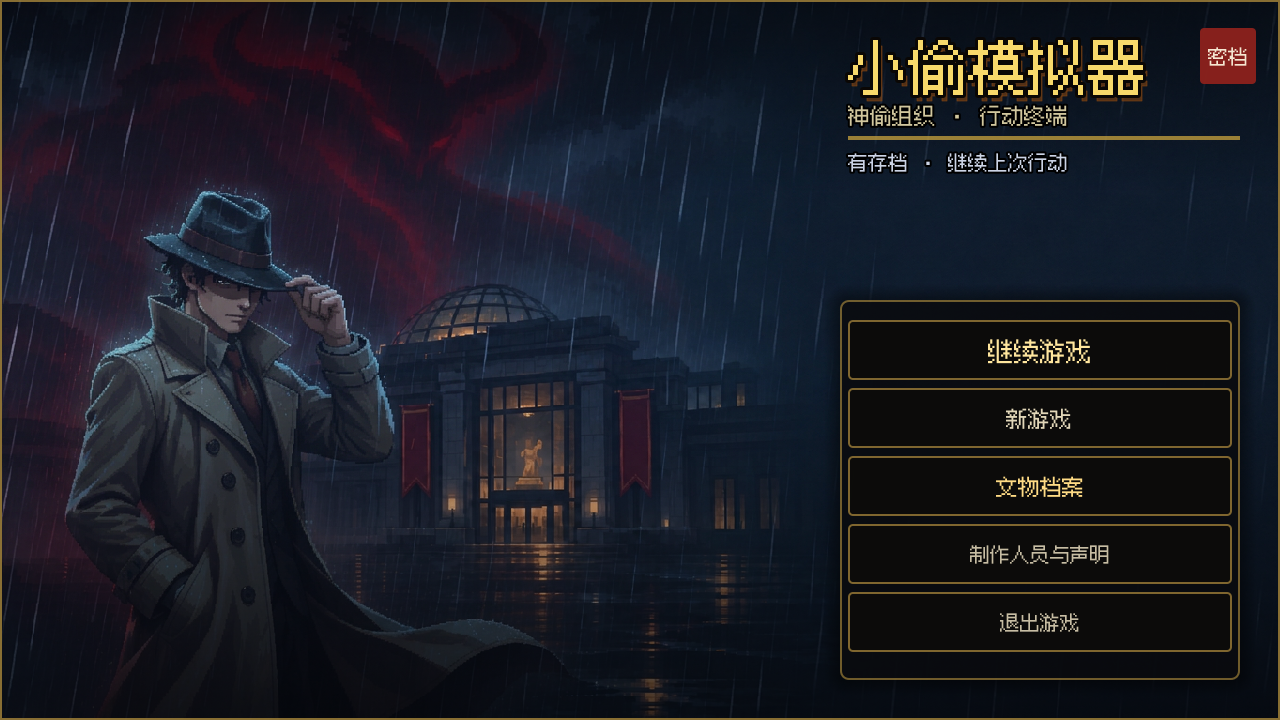 小偷模拟器
密档
神偷组织 · 行动终端
有存档 · 继续上次行动
继续游戏
新游戏
文物档案
制作人员与声明
退出游戏